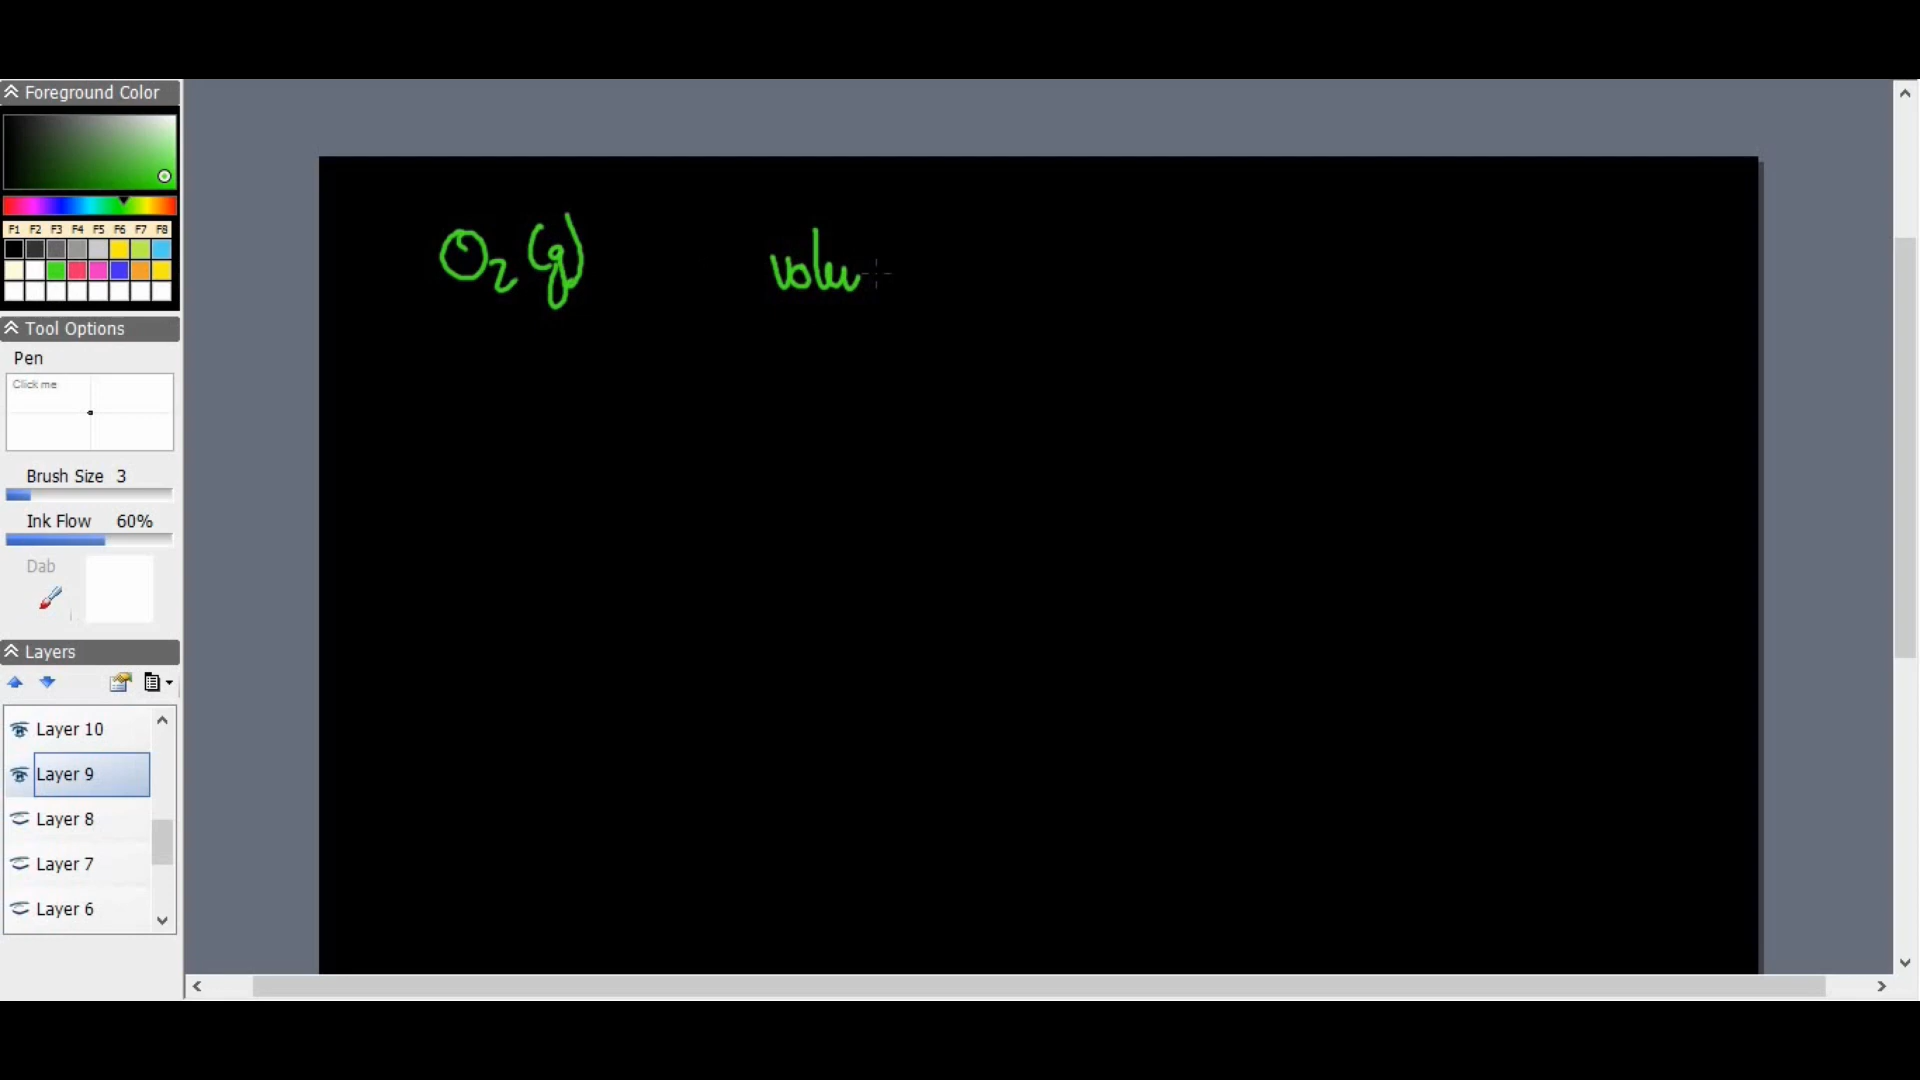 Foreground Color
F1 F2 F3 F4 F5 F6 F7 F8
Tool Options
Pen
Click me
Brush Size 3
Ink Flow 60%
Dab
Layers
Layer 10
Layer 9
Layer 8
Layer 7
Layer 6
O₂ (g) volu